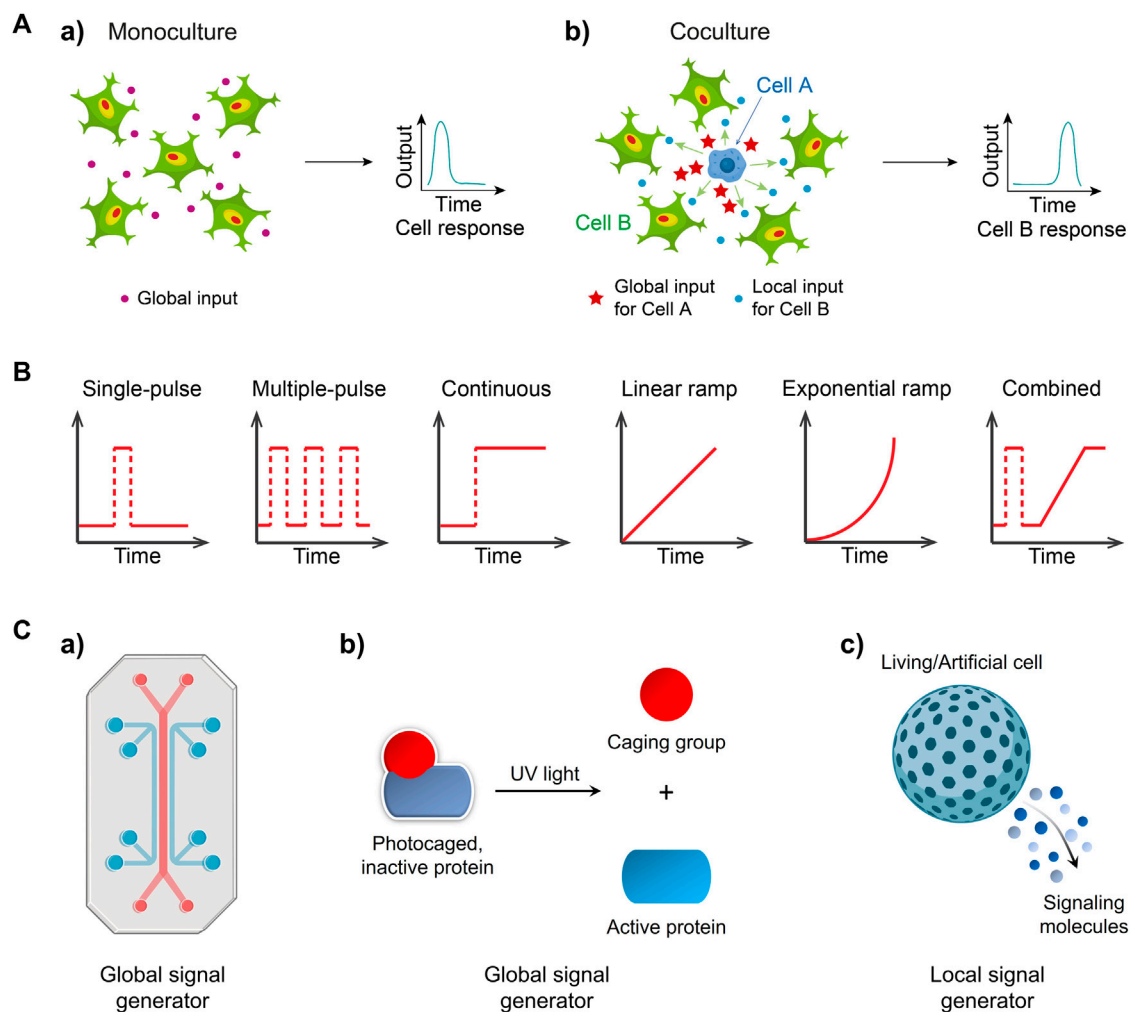 A
a)
Monoculture
Output
Time
Cell response
Global input
b)
Coculture
Cell A
Cell B
Output
Time
Cell B response
Global input
for Cell A
Local input
for Cell B
B
Single-pulse
Multiple-pulse
Continuous
Linear ramp
Exponential ramp
Combined
Time
Time
Time
Time
Time
Time
C
a)
Global signal
generator
b)
Photocaged,
inactive protein
UV light
Caging group
+
Active protein
Global signal
generator
c)
Living/Artificial cell
Signaling
molecules
Local signal
generator